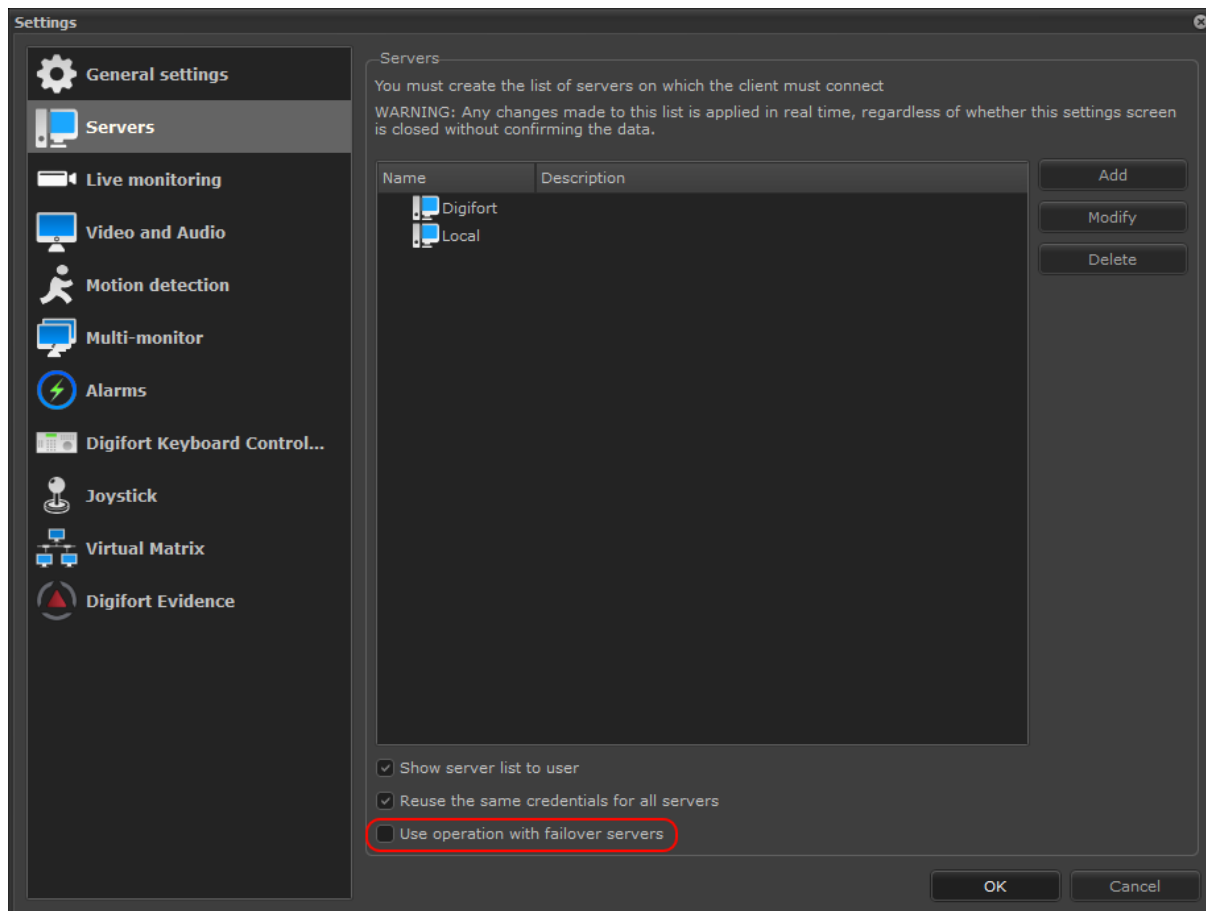 Settings
General settings
Servers
Live monitoring
Video and Audio
Motion detection
Multi-monitor
Alarms
Digifort Keyboard Control...
Joystick
Virtual Matrix
Digifort Evidence
Servers
You must create the list of servers on which the client must connect
WARNING: Any changes made to this list is applied in real time, regardless of whether this settings screen
is closed without confirming the data.
Name Description
Digifort
Local
Add
Modify
Delete
Show server list to user
Reuse the same credentials for all servers
Use operation with failover servers
OK Cancel